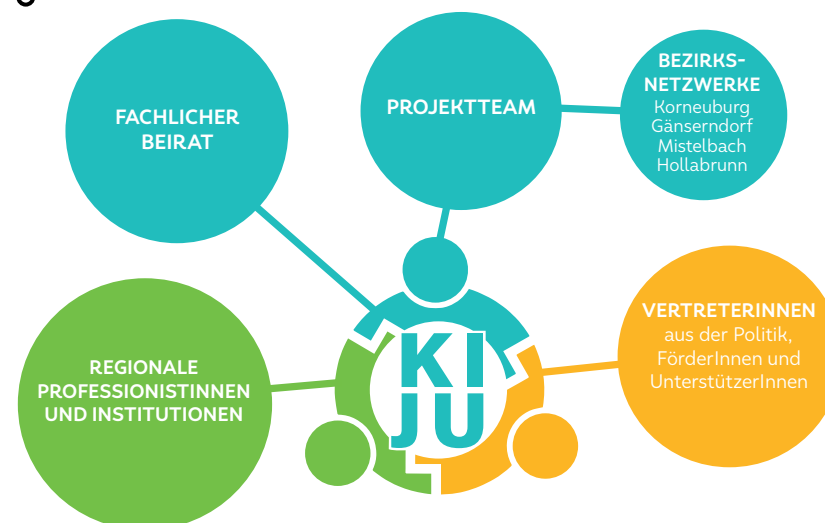 FACHLICHER
BEIRAT
PROJEKTTEAM
BEZIRKS-
NETZWERKE
Korneuburg
Gänserndorf
Mistelbach
Hollabrunn
REGIONALE
PROFESSIONISTINNEN
UND INSTITUTIONEN
KI
JU
VERTRETERINNEN
aus der Politik,
FörderInnen und
UnterstützerInnen